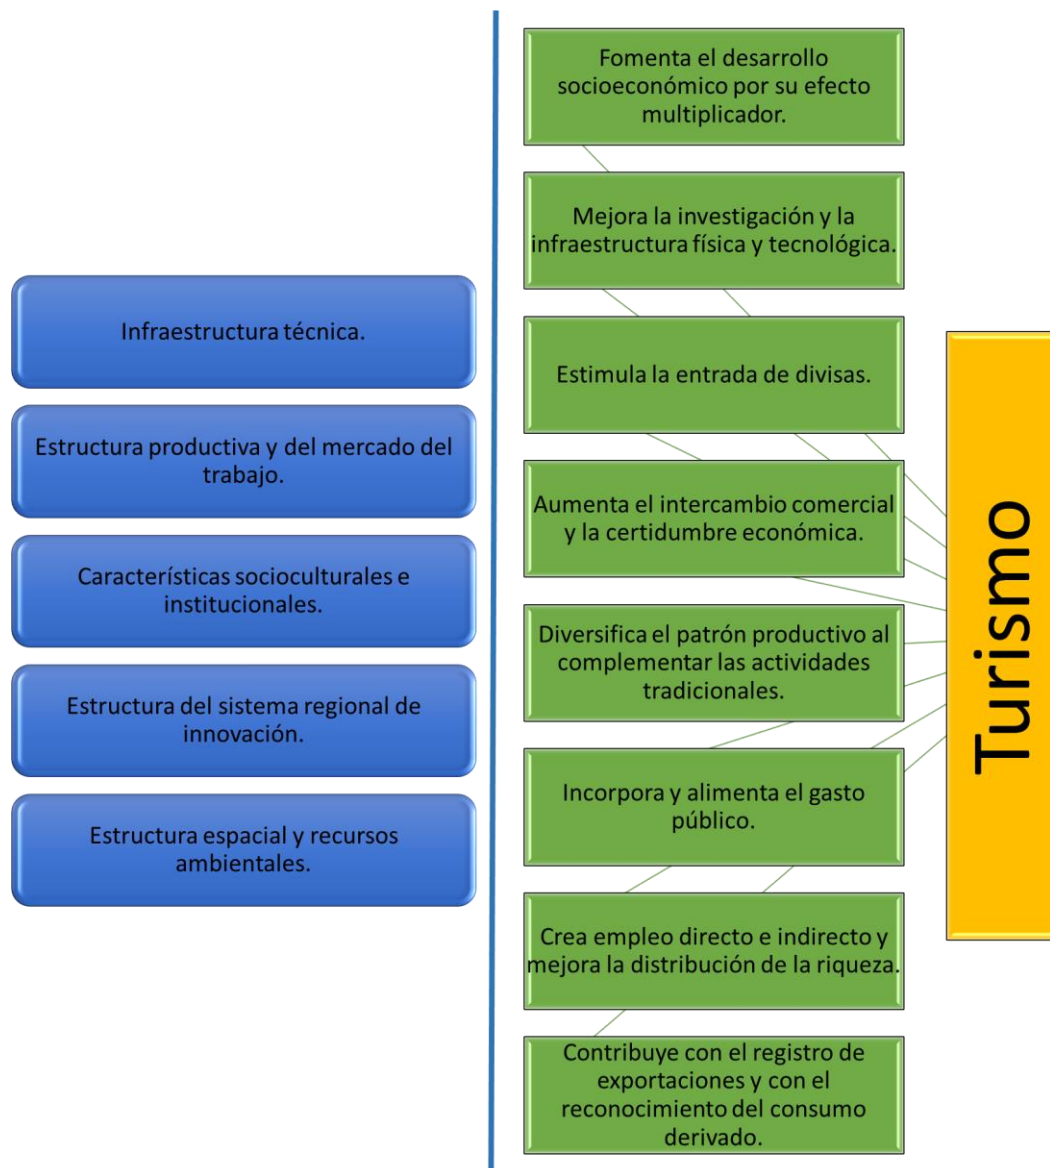 Infraestructura técnica.
Estructura productiva y del mercado del
trabajo.
Características socioculturales e
institucionales.
Estructura del sistema regional de
innovación.
Estructura espacial y recursos
ambientales.
Fomenta el desarrollo
socioeconómico por su efecto
multiplicador.
Mejora la investigación y la
infraestructura física y tecnológica.
Estimula la entrada de divisas.
Aumenta el intercambio comercial
y la certidumbre económica.
Diversifica el patrón productivo al
complementar las actividades
tradicionales.
Incorpora y alimenta el gasto
público.
Crea empleo directo e indirecto y
mejora la distribución de la riqueza.
Contribuye con el registro de
exportaciones y con el
reconocimiento del consumo
derivado.
Turismo